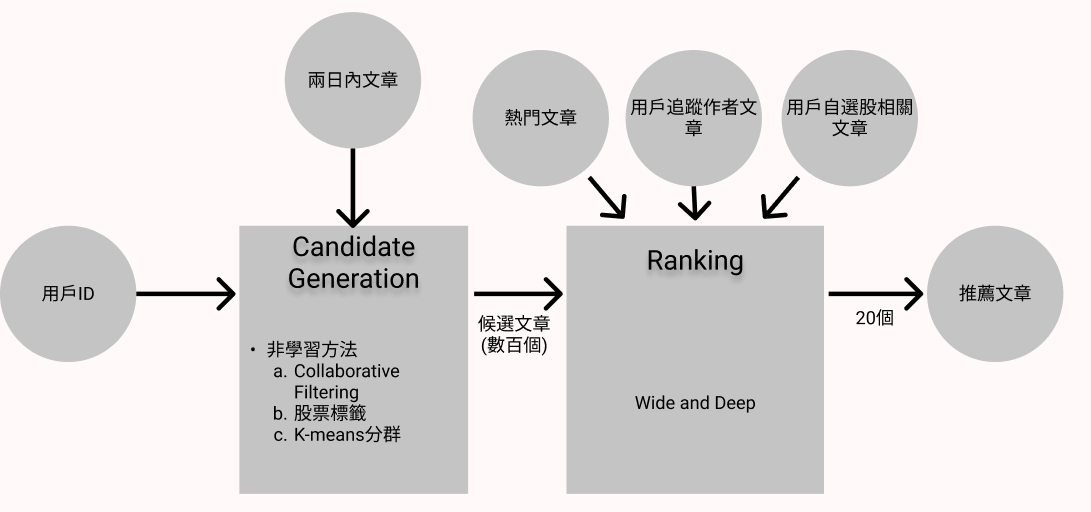 兩日內文章
熱門文章
用戶追蹤作者文
章
用戶自選股相關
文章
用戶ID
Candidate
Generation
• 非學習方法
a. Collaborative
Filtering
b. 股票標籤
c. K-means分群
候選文章
(數百個)
Ranking
Wide and Deep
20個
推薦文章